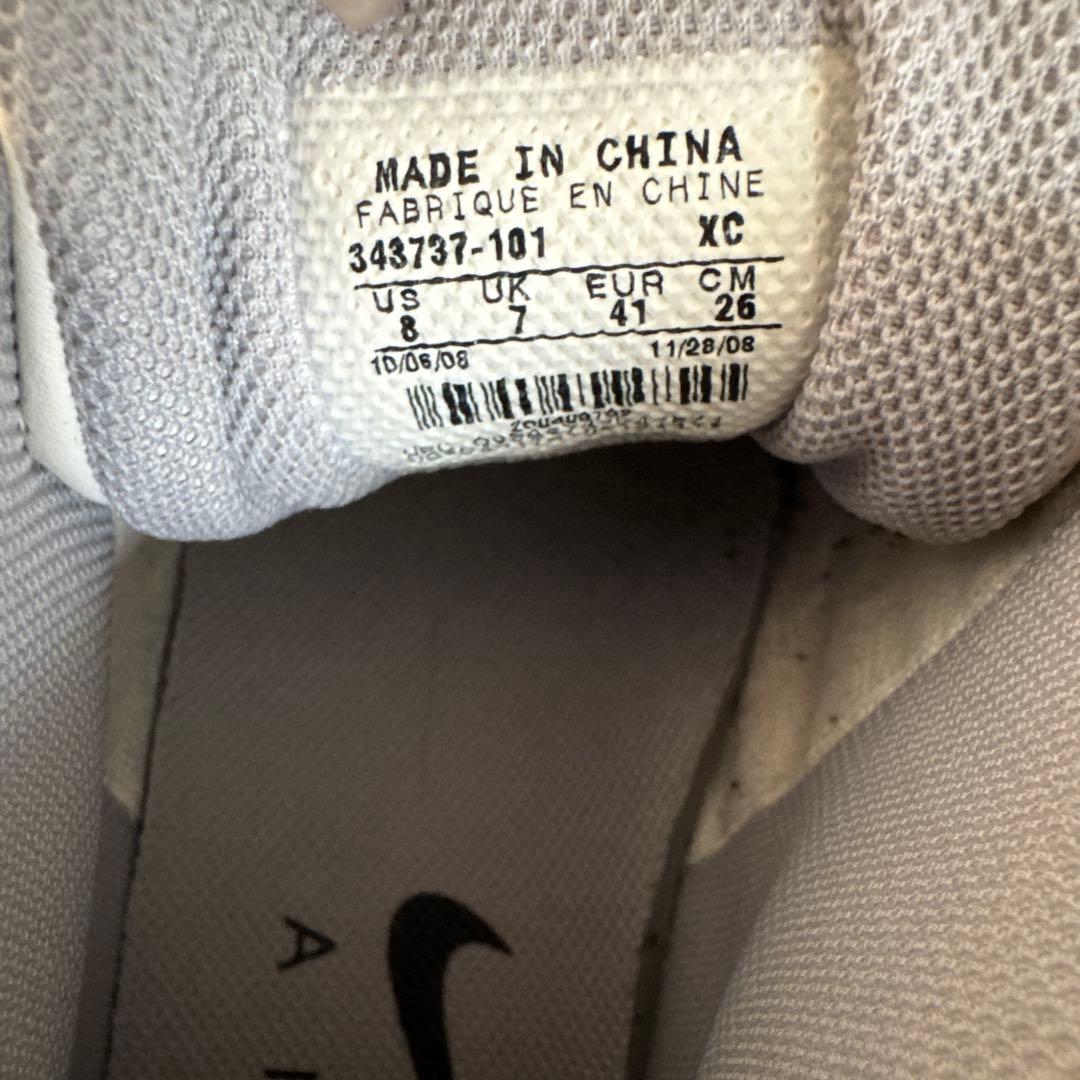 MADE IN CHINA
FABRIQUE EN CHINE
343737-101 XC
US UK EUR CM
8 7 41 26
10/06/08 11/28/08
A